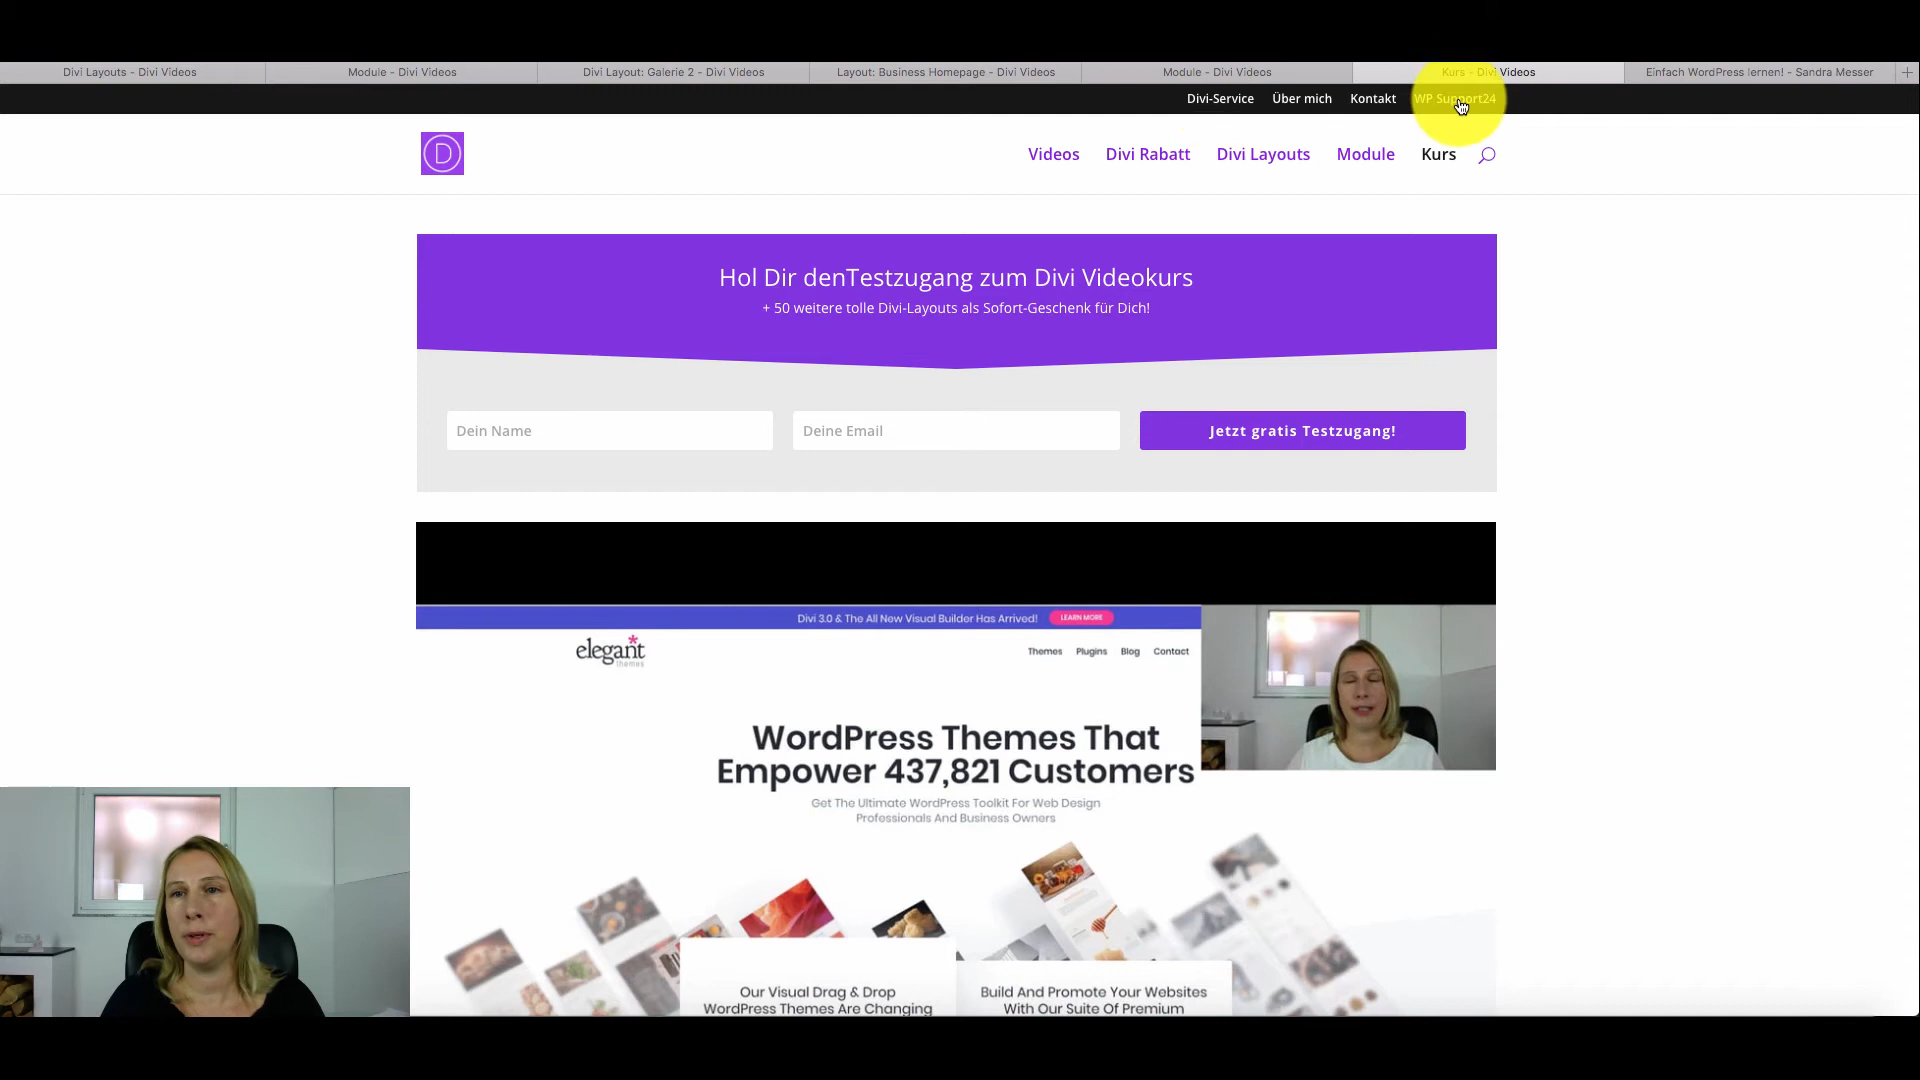 Divi Layouts - Divi Videos
Module - Divi Videos
Divi Layout: Galerie 2 - Divi Videos
Layout: Business Homepage - Divi Videos
Module - Divi Videos
Kurs - Divi Videos
Einfach WordPress lernen! - Sandra Messer
Divi-Service
Über mich
Kontakt
WP Support24
D
Videos
Divi Rabatt
Divi Layouts
Module
Kurs
Hol Dir denTestzugang zum Divi Videokurs
+ 50 weitere tolle Divi-Layouts als Sofort-Geschenk für Dich!
Dein Name
Deine Email
Jetzt gratis Testzugang!
Divi 3.0 & The All New Visual Builder Has Arrived!
LEARN MORE
elegant
themes
Themes
Plugins
Blog
Contact
WordPress Themes That
Empower 437,821 Customers
Get The Ultimate WordPress Toolkit For Web Design
Professionals And Business Owners
Our Visual Drag & Drop
WordPress Themes Are Changing
Build And Promote Your Websites
With Our Suite Of Premium